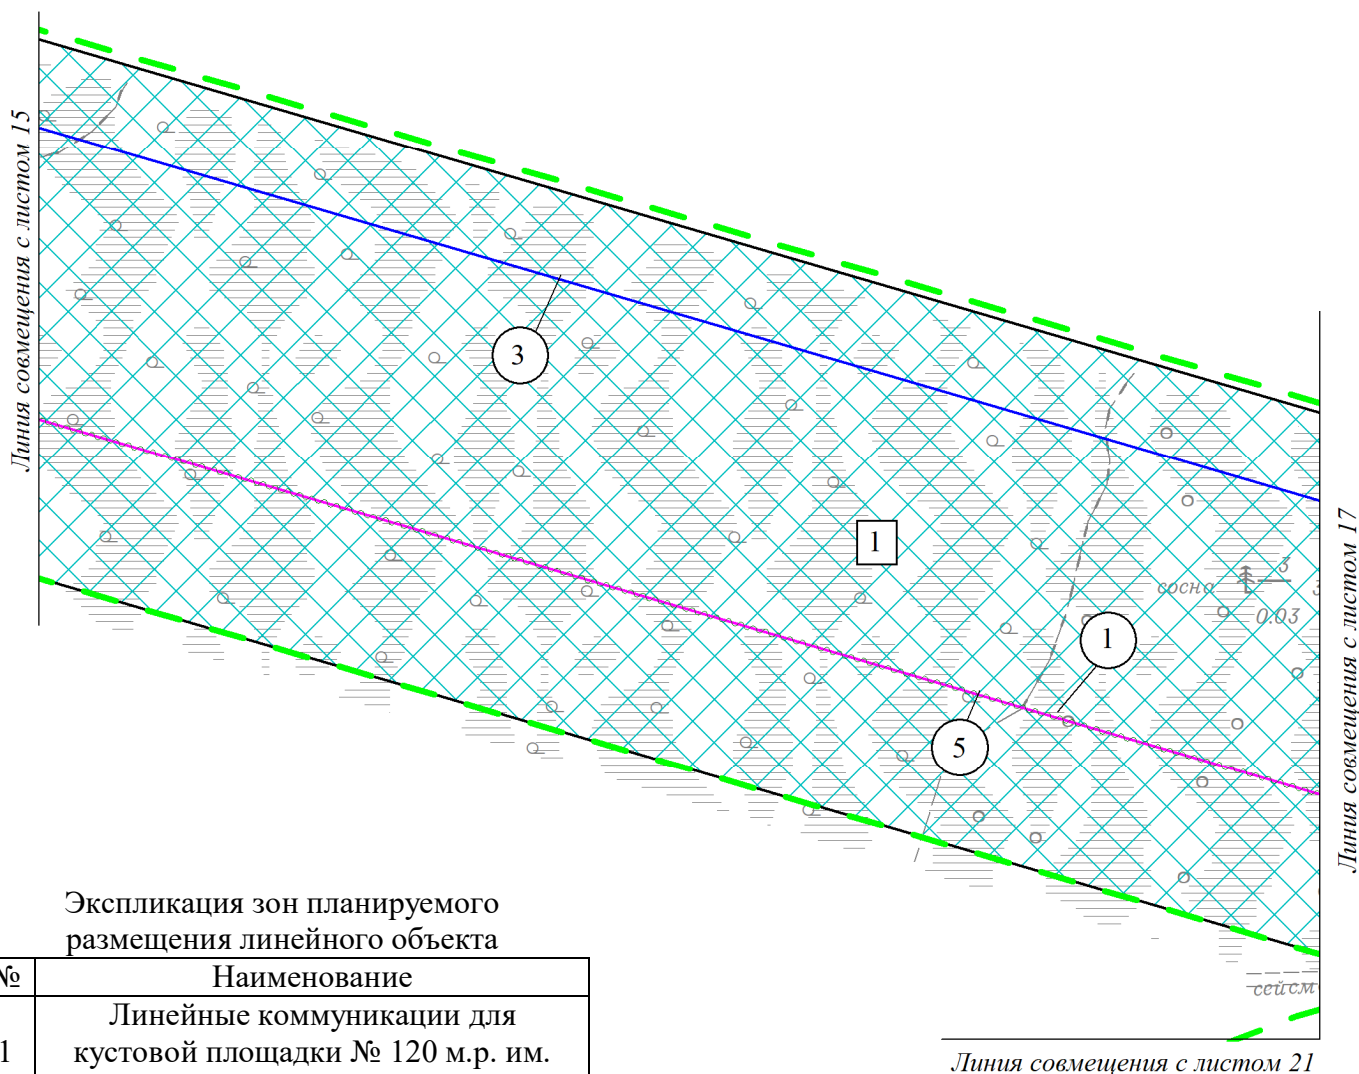 Линия совмещения с листом 15
3
1
сосна
3
0.03
1
5
Линия совмещения с листом 17
Экспликация зон планируемого
размещения линейного объекта
№ Наименование
1 Линейные коммуникации для
кустовой площадки № 120 м.р. им.
сейсм
Линия совмещения с листом 21